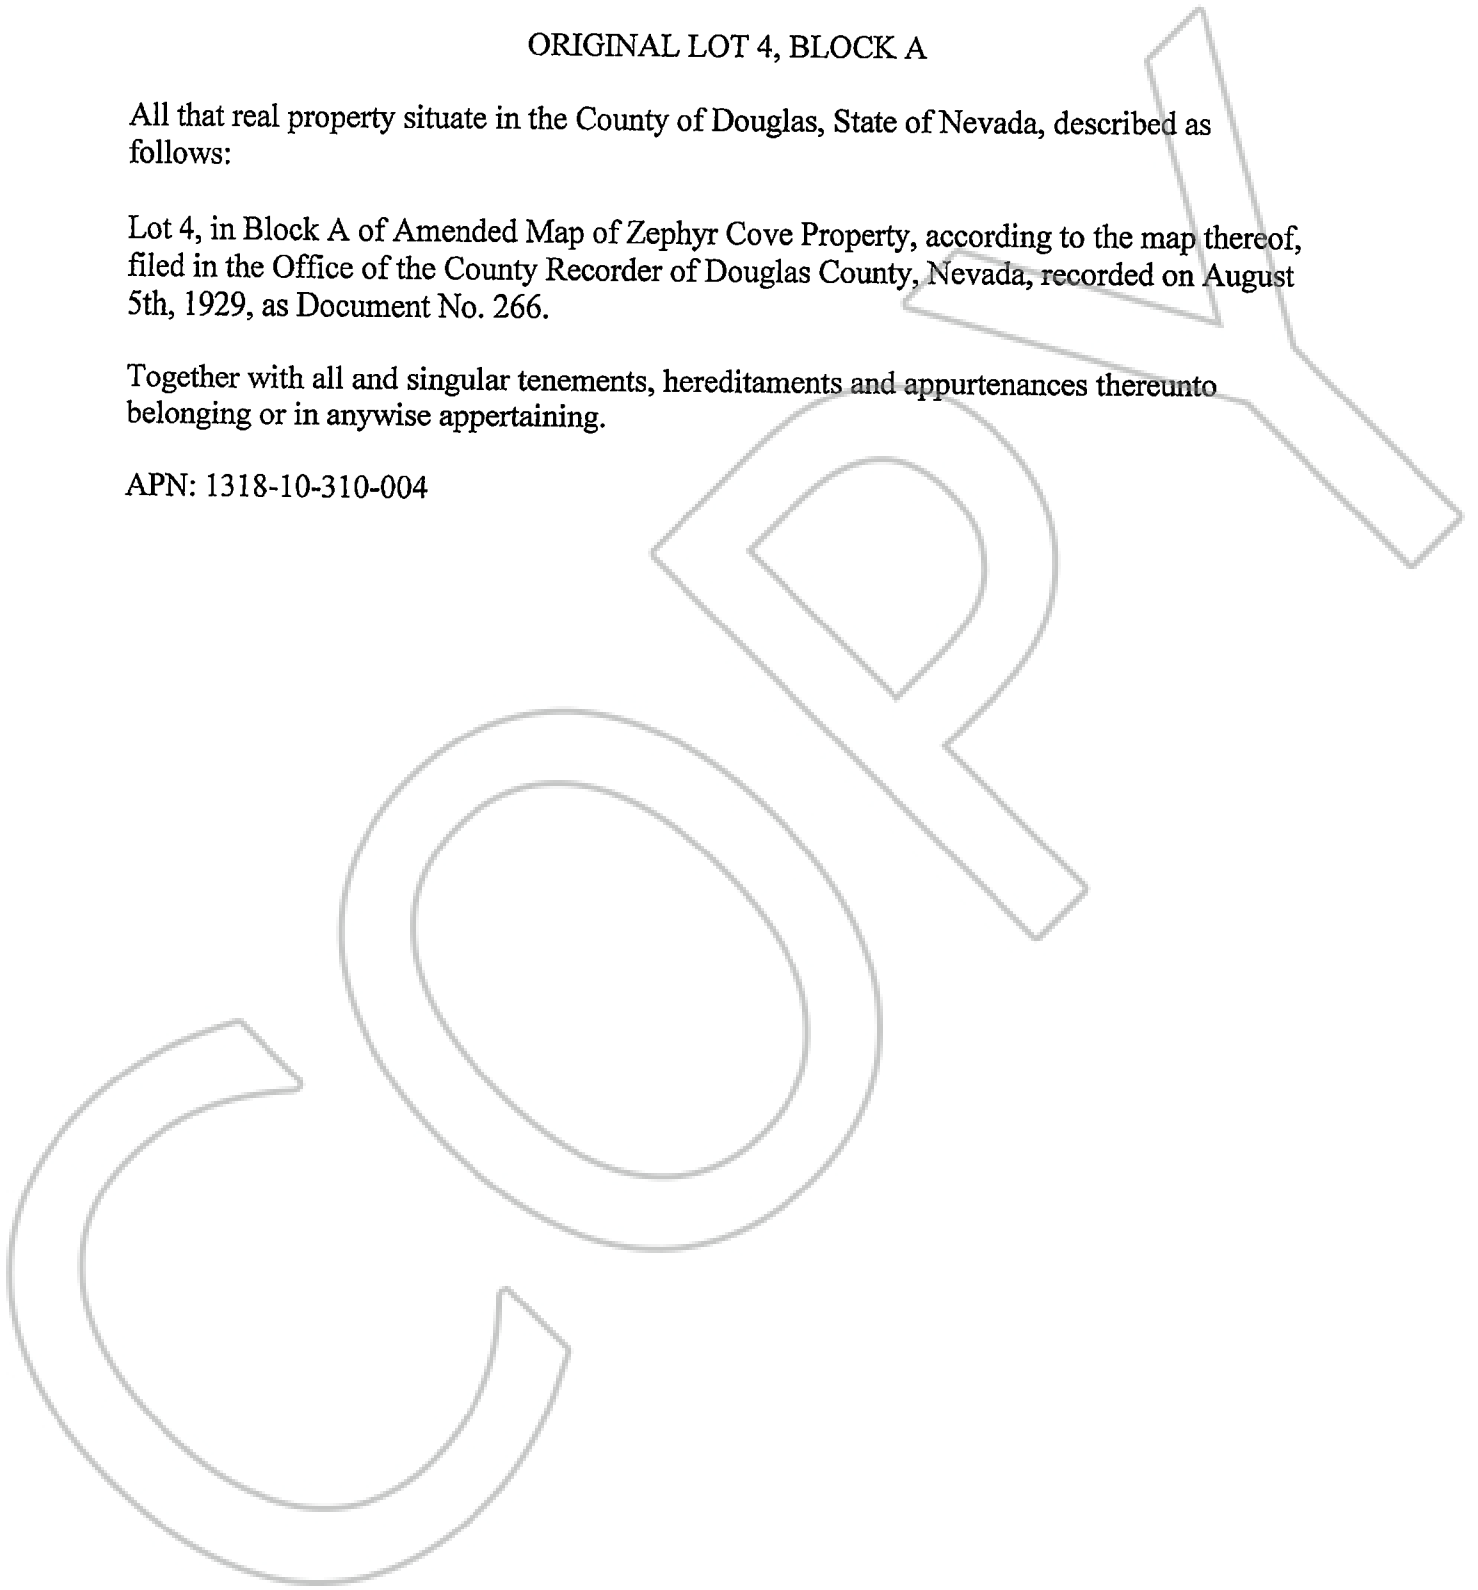 ORIGINAL LOT 4, BLOCK A
All that real property situate in the County of Douglas, State of Nevada, described as
follows:
Lot 4, in Block A of Amended Map of Zephyr Cove Property, according to the map thereof,
filed in the Office of the County Recorder of Douglas County, Nevada, recorded on August
5th, 1929, as Document No. 266.
Together with all and singular tenements, hereditaments and appurtenances thereunto
belonging or in anywise appertaining.
APN: 1318-10-310-004
COPY